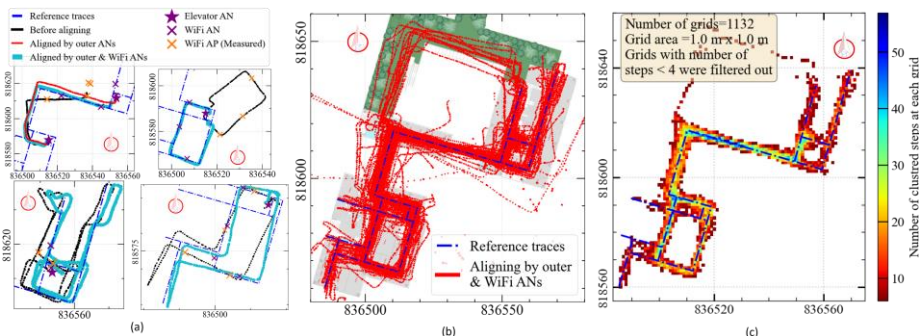 Reference traces
Before aligning
Aligned by outer ANs
Aligned by outer & WiFi ANs
Elevator AN
WiFi AN
WiFi AP (Measured)
818620
818600
818580
836500
836520
836540
836560
818600
818580
836500
836520
836540
818620
836560
818575
836500
(a)
818650
818600
Reference traces
Aligning by outer
& WiFi ANs
836500
836550
(b)
Number of grids=1132
Grid area =1.0 m x 1.0 m
Grids with number of
steps < 4 were filtered out
818640
818600
818560
836520
836560
(c)
50
40
30
20
10
Number of clustered steps at each grid